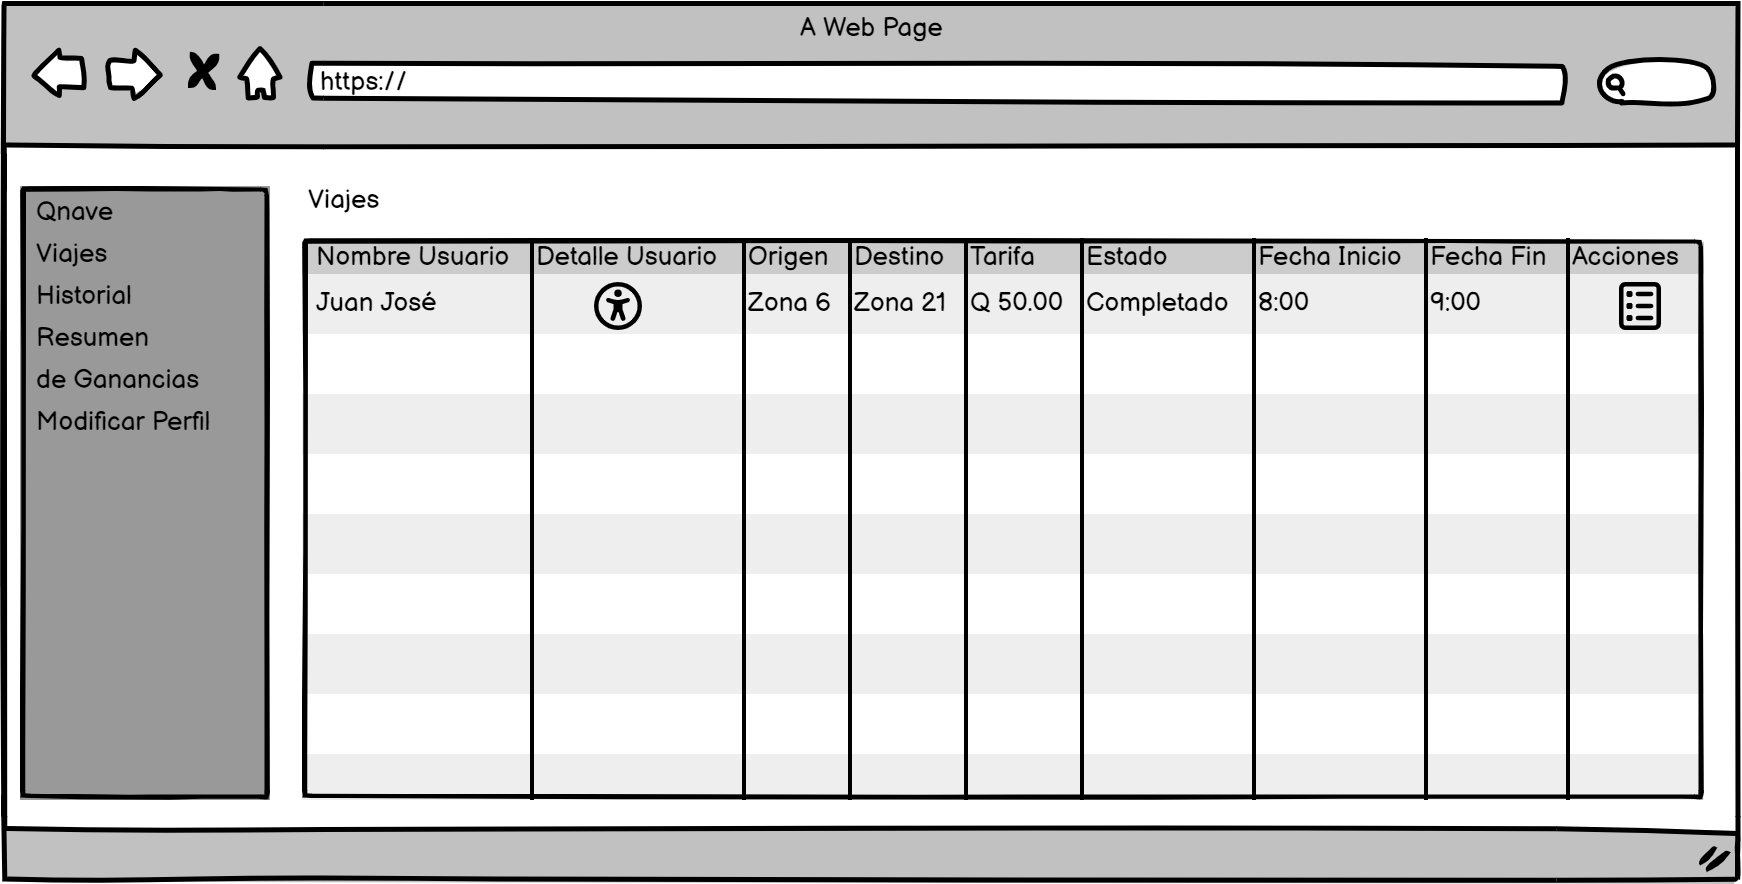 A Web Page
https://
Qnave
Viajes
Historial
Resumen
de Ganancias
Modificar Perfil
Viajes
Nombre Usuario Detalle Usuario Origen Destino Tarifa Estado Fecha Inicio Fecha Fin Acciones
Juan José Zona 6 Zona 21 Q 50.00 Completado 8:00 9:00